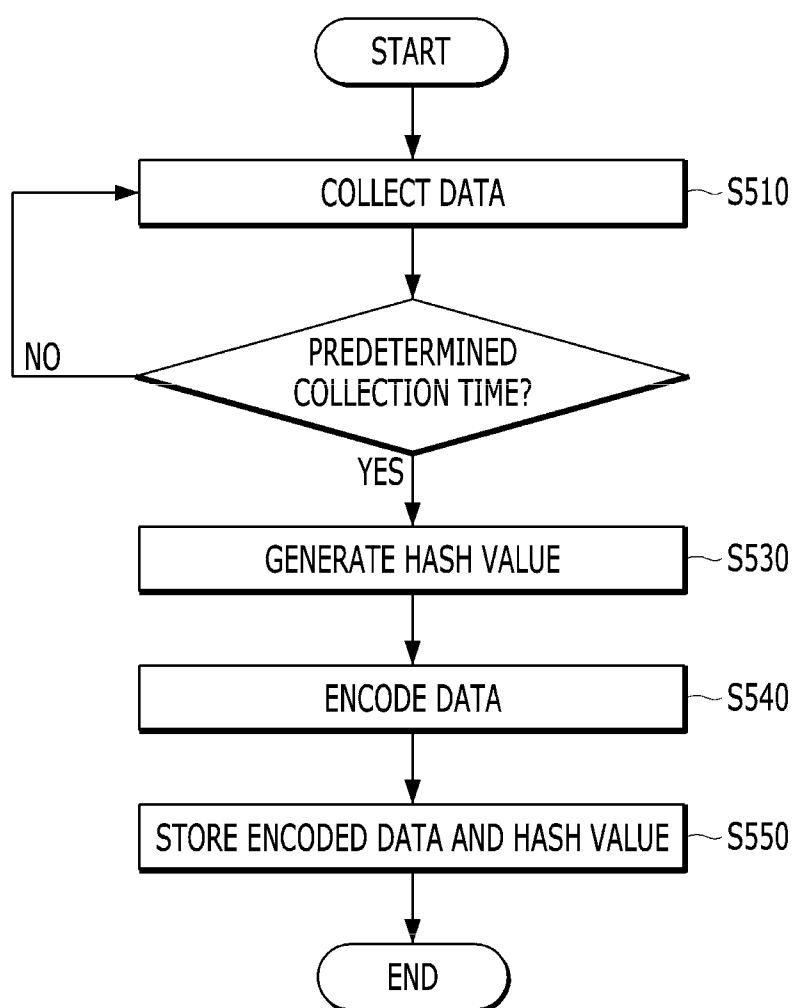 START
COLLECT DATA
S510
PREDETERMINED
COLLECTION TIME?
NO
YES
GENERATE HASH VALUE
S530
ENCODE DATA
S540
STORE ENCODED DATA AND HASH VALUE
S550
END